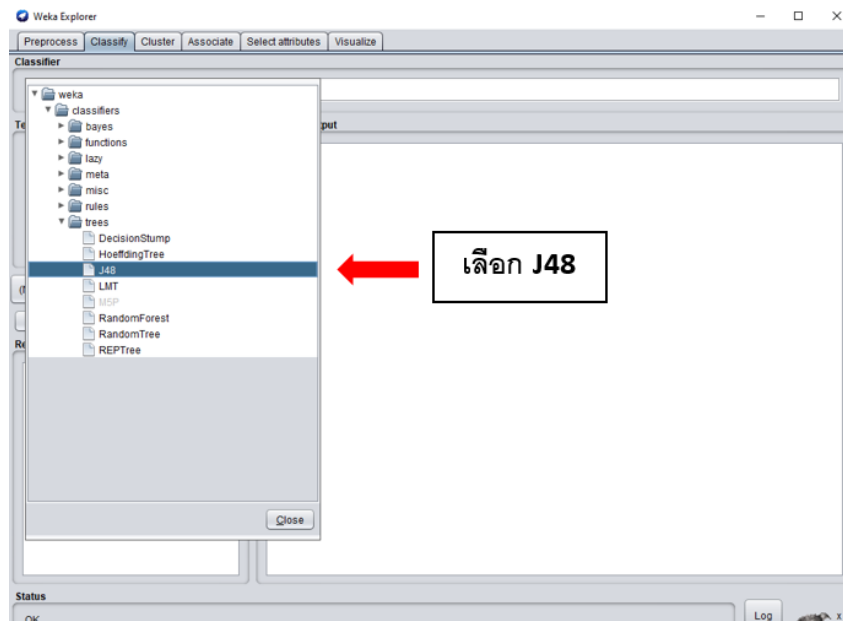 Weka Explorer
Preprocess Classify Cluster Associate Select attributes Visualize
Classifier
weka
classifiers
bayes
functions
lazy
meta
misc
rules
trees
DecisionStump
HoeffdingTree
J48
LMT
M5P
RandomForest
RandomTree
REPTree
เลือก J48
Close
Status
OK
Log
x